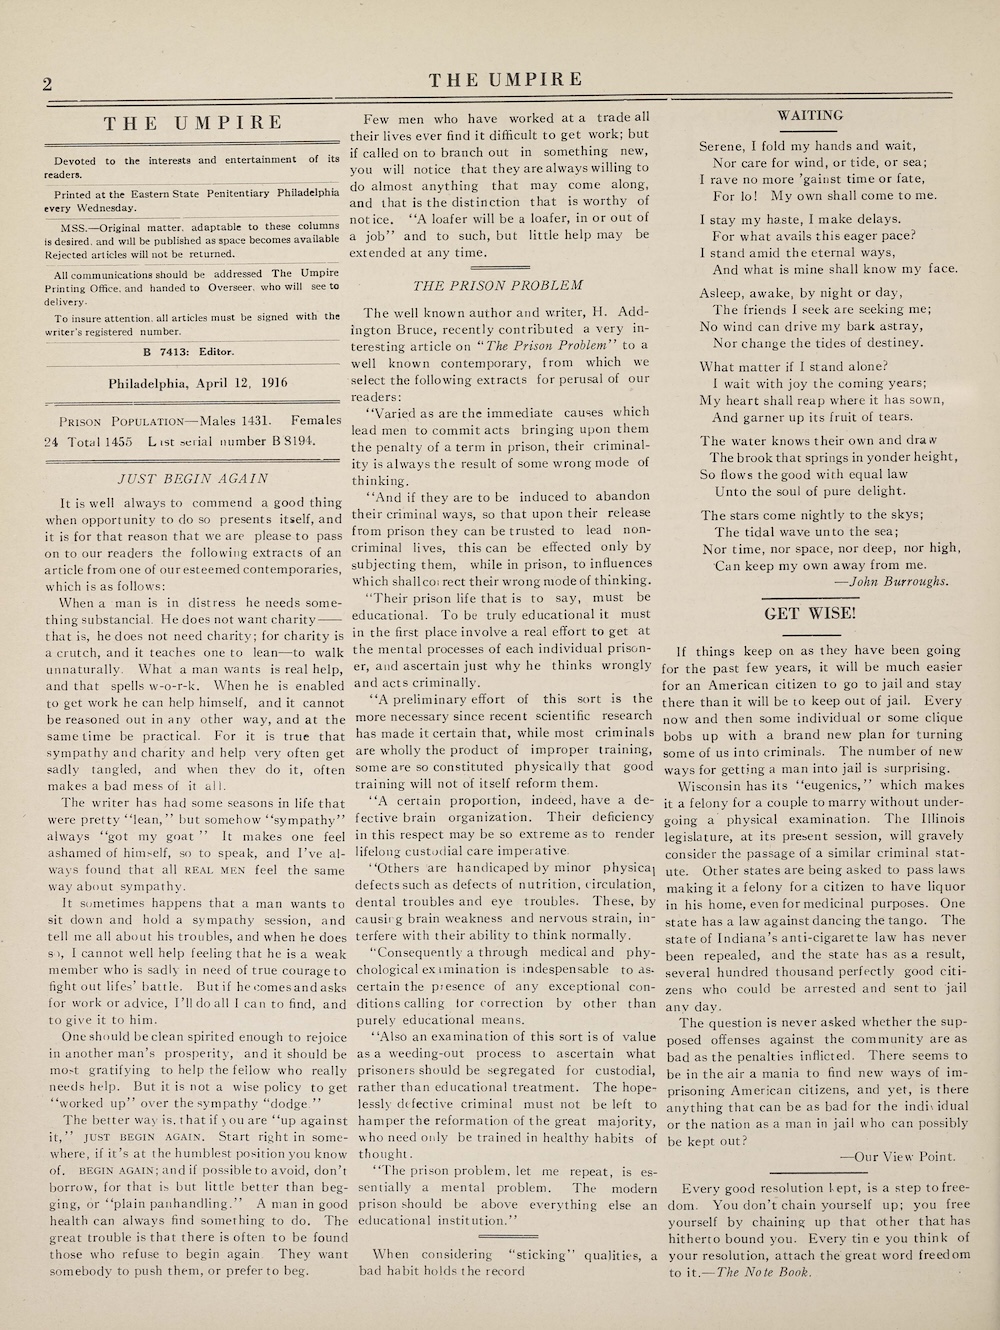 2
THE UMPIRE
THE UMPIRE
Devoted to the interests and entertainment of its
readers.
Printed at the Eastern State Penitentiary Philadelphia
every Wednesday.
MSS.—Original matter, adaptable to these columns
is desired, and will be published as space becomes available
Rejected articles will not be returned.
All communications should be addressed The Umpire
Printing Office, and handed to Overseer, who will see to
delivery.
To insure attention, all articles must be signed with the
writer's registered number.
B 7413: Editor.
Philadelphia, April 12, 1916
PRISON POPULATION—Males 1431. Females
24 Total 1455 Last serial number B 8194.
JUST BEGIN AGAIN
It is well always to commend a good thing
when opportunity to do so presents itself, and
it is for that reason that we are please to pass
on to our readers the following extracts of an
article from one of our esteemed contemporaries,
which is as follows:
When a man is in distress he needs some-
thing substancial. He does not want charity——
that is, he does not need charity; for charity is
a crutch, and it teaches one to lean—to walk
unnaturally. What a man wants is real help,
and that spells w-o-r-k. When he is enabled
to get work he can help himself, and it cannot
be reasoned out in any other way, and at the
same time be practical. For it is true that
sympathy and charity and help very often get
sadly tangled, and when they do it, often
makes a bad mess of it all.
The writer has had some seasons in life that
were pretty "lean," but somehow "sympathy"
always "got my goat" It makes one feel
ashamed of himself, so to speak, and I've al-
ways found that all REAL MEN feel the same
way about sympathy.
It sometimes happens that a man wants to
sit down and hold a sympathy session, and
tell me all about his troubles, and when he does
so, I cannot well help feeling that he is a weak
member who is sadly in need of true courage to
fight out lifes' battle. But if he comes and asks
for work or advice, I'll do all I can to find, and
to give it to him.
One should be clean spirited enough to rejoice
in another man's prosperity, and it should be
most gratifying to help the fellow who really
needs help. But it is not a wise policy to get
"worked up" over the sympathy "dodge."
The better way is, that if you are "up against
it," JUST BEGIN AGAIN. Start right in some-
where, if it's at the humblest position you know
of. BEGIN AGAIN; and if possible to avoid, don't
borrow, for that is but little better than beg-
ging, or "plain panhandling." A man in good
health can always find something to do. The
great trouble is that there is often to be found
those who refuse to begin again. They want
somebody to push them, or prefer to beg.
Few men who have worked at a trade all
their lives ever find it difficult to get work; but
if called on to branch out in something new,
you will notice that they are always willing to
do almost anything that may come along,
and that is the distinction that is worthy of
notice. "A loafer will be a loafer, in or out of
a job" and to such, but little help may be
extended at any time.
THE PRISON PROBLEM
The well known author and writer, H. Add-
ington Bruce, recently contributed a very in-
teresting article on "The Prison Problem" to a
well known contemporary, from which we
select the following extracts for perusal of our
readers:
"Varied as are the immediate causes which
lead men to commit acts bringing upon them
the penalty of a term in prison, their criminal-
ity is always the result of some wrong mode of
thinking.
"And if they are to be induced to abandon
their criminal ways, so that upon their release
from prison they can be trusted to lead non-
criminal lives, this can be effected only by
subjecting them, while in prison, to influences
which shall correct their wrong mode of thinking.
"Their prison life that is to say, must be
educational. To be truly educational it must
in the first place involve a real effort to get at
the mental processes of each individual prison-
er, and ascertain just why he thinks wrongly
and acts criminally.
"A preliminary effort of this sort is the
more necessary since recent scientific research
has made it certain that, while most criminals
are wholly the product of improper training,
some are so constituted physically that good
training will not of itself reform them.
"A certain proportion, indeed, have a de-
fective brain organization. Their deficiency
in this respect may be so extreme as to render
lifelong custodial care imperative.
"Others are handicaped by minor physical
defects such as defects of nutrition, circulation,
dental troubles and eye troubles. These, by
causing brain weakness and nervous strain, in-
terfere with their ability to think normally.
"Consequently a through medical and phy-
chological examination is indespensable to as-
certain the presence of any exceptional con-
ditions calling for correction by other than
purely educational means.
"Also an examination of this sort is of value
as a weeding-out process to ascertain what
prisoners should be segregated for custodial,
rather than educational treatment. The hope-
lessly defective criminal must not be left to
hamper the reformation of the great majority,
who need only be trained in healthy habits of
thought.
"The prison problem, let me repeat, is es-
sentially a mental problem. The modern
prison should be above everything else an
educational institution."
When considering "sticking" qualities, a
bad habit holds the record
WAITING
Serene, I fold my hands and wait,
Nor care for wind, or tide, or sea;
I rave no more 'gainst time or fate,
For lo! My own shall come to me.
I stay my haste, I make delays.
For what avails this eager pace?
I stand amid the eternal ways,
And what is mine shall know my face.
Asleep, awake, by night or day,
The friends I seek are seeking me;
No wind can drive my bark astray,
Nor change the tides of destiney.
What matter if I stand alone?
I wait with joy the coming years;
My heart shall reap where it has sown,
And garner up its fruit of tears.
The water knows their own and draw
The brook that springs in yonder height,
So flows the good with equal law
Unto the soul of pure delight.
The stars come nightly to the skys;
The tidal wave unto the sea;
Nor time, nor space, nor deep, nor high,
Can keep my own away from me.
—John Burroughs.
GET WISE!
If things keep on as they have been going
for the past few years, it will be much easier
for an American citizen to go to jail and stay
there than it will be to keep out of jail. Every
now and then some individual or some clique
bobs up with a brand new plan for turning
some of us into criminals. The number of new
ways for getting a man into jail is surprising.
Wisconsin has its "eugenics," which makes
it a felony for a couple to marry without under-
going a physical examination. The Illinois
legislature, at its present session, will gravely
consider the passage of a similar criminal stat-
ute. Other states are being asked to pass laws
making it a felony for a citizen to have liquor
in his home, even for medicinal purposes. One
state has a law against dancing the tango. The
state of Indiana's anti-cigarette law has never
been repealed, and the state has as a result,
several hundred thousand perfectly good citi-
zens who could be arrested and sent to jail
any day.
The question is never asked whether the sup-
posed offenses against the community are as
bad as the penalties inflicted. There seems to
be in the air a mania to find new ways of im-
prisoning American citizens, and yet, is there
anything that can be as bad for the individual
or the nation as a man in jail who can possibly
be kept out?
—Our View Point.
Every good resolution kept, is a step to free-
dom. You don't chain yourself up; you free
yourself by chaining up that other that has
hitherto bound you. Every time you think of
your resolution, attach the great word freedom
to it.—The Note Book.